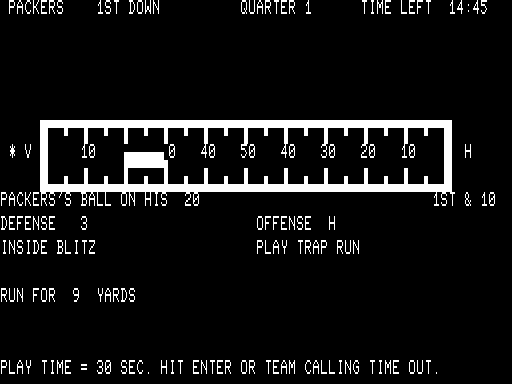 PACKERS 1ST DOWN QUARTER 1 TIME LEFT 14:45
* V 10 0 40 50 40 30 20 10 H
PACKERS'S BALL ON HIS 20 1ST & 10
DEFENSE 3 OFFENSE H
INSIDE BLITZ PLAY TRAP RUN
RUN FOR 9 YARDS
PLAY TIME = 30 SEC. HIT ENTER OR TEAM CALLING TIME OUT.